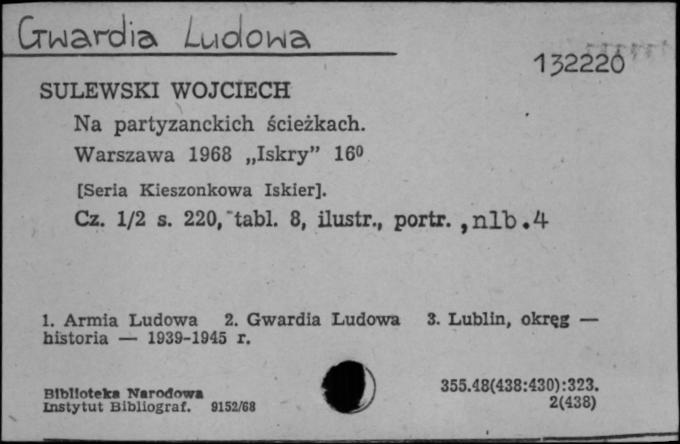 Gwardia Ludowa
132220
SULEWSKI WOJCIECH
Na partyzanckich ścieżkach.
Warszawa 1968 „Iskry” 16⁰
[Seria Kieszonkowa Iskier].
Cz. 1/2 s. 220, tabl. 8, ilustr., portr. , nlb. 4
1. Armia Ludowa 2. Gwardia Ludowa 3. Lublin, okręg —
historia — 1939-1945 r.
Biblioteka Narodowa
Instytut Bibliograf. 9152/68
355.48(438:430):323.
2(438)